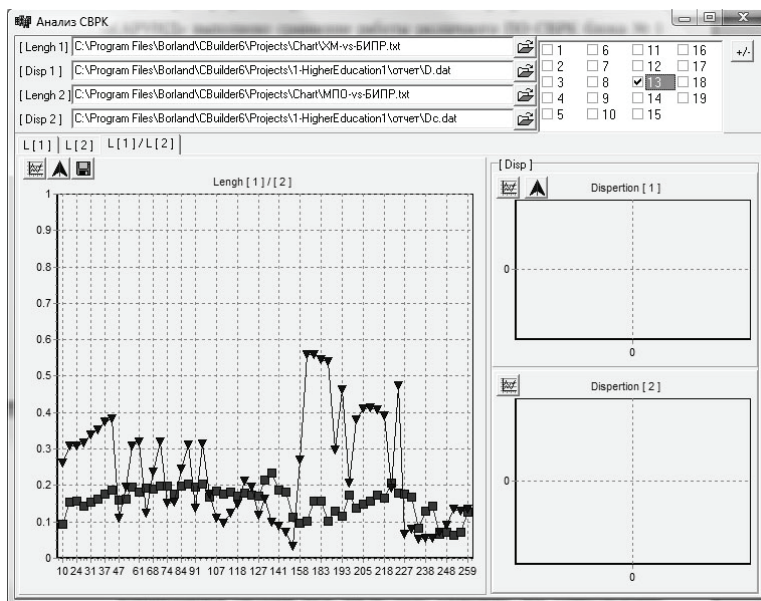 Анализ СВРК
[ Lengh 1] C:\Program Files\Borland\CBuilder6\Projects\Chart\ХМ-vs-БИПР.txt
[ Disp 1 ] C:\Program Files\Borland\CBuilder6\Projects\1-HigherEducation1\отчет\D.dat
[ Lengh 2 ] C:\Program Files\Borland\CBuilder6\Projects\Chart\МПО-vs-БИПР.txt
[ Disp 2 ] C:\Program Files\Borland\CBuilder6\Projects\1-HigherEducation1\отчет\Dc.dat
1 6 11 16
2 7 12 17
3 8 13 18
4 9 14 19
5 10 15
+/-
L[1] L[2] L[1]/L[2]
Lengh [ 1 ] / [ 2 ]
1
0.9
0.8
0.7
0.6
0.5
0.4
0.3
0.2
0.1
0
10 24 31 37 47 61 68 74 84 91 107 118 127 141 158 183 193 205 218 227 238 248 259
[ Disp ]
Dispertion [ 1 ]
0
0
Dispertion [ 2 ]
0
0